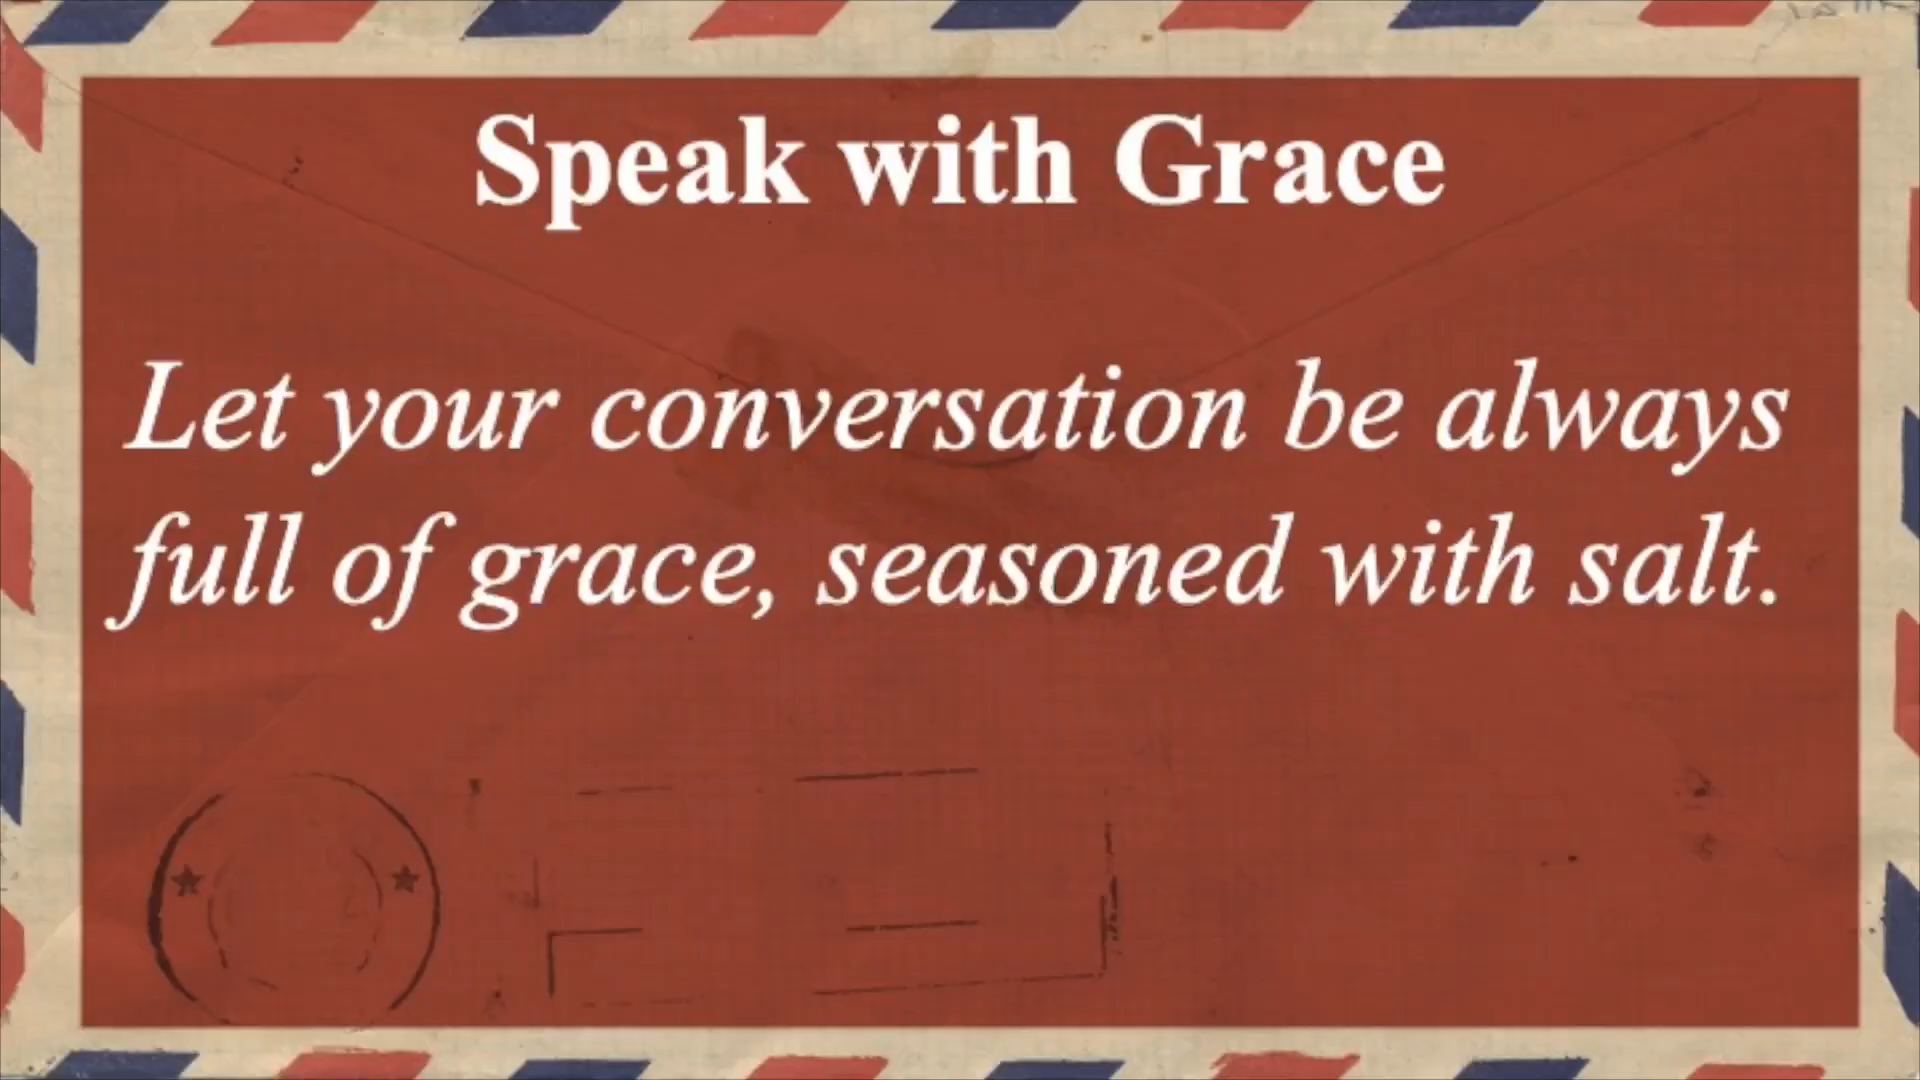 Speak with Grace
Let your conversation be always
full of grace, seasoned with salt.